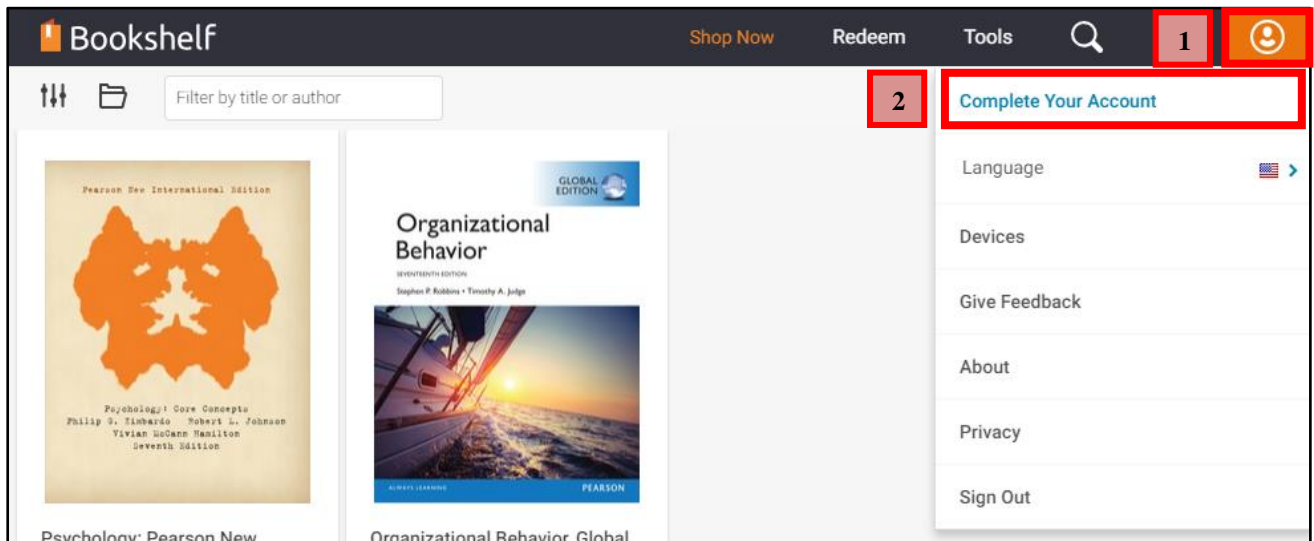 Bookshelf
Shop Now
Redeem
Tools
1
Filter by title or author
2
Complete Your Account
Language
Devices
Give Feedback
About
Privacy
Sign Out
Pearson New International Edition
Psychology: Core Concepts
Philip G. Zimbardo Robert L. Johnson
Vivian McCann Hamilton
Seventh Edition
Psychology: Pearson New
GLOBAL
EDITION
Organizational
Behavior
SEVENTEENTH EDITION
Stephen P. Robbins • Timothy A. Judge
ALWAYS LEARNING
PEARSON
Organizational Behavior, Global